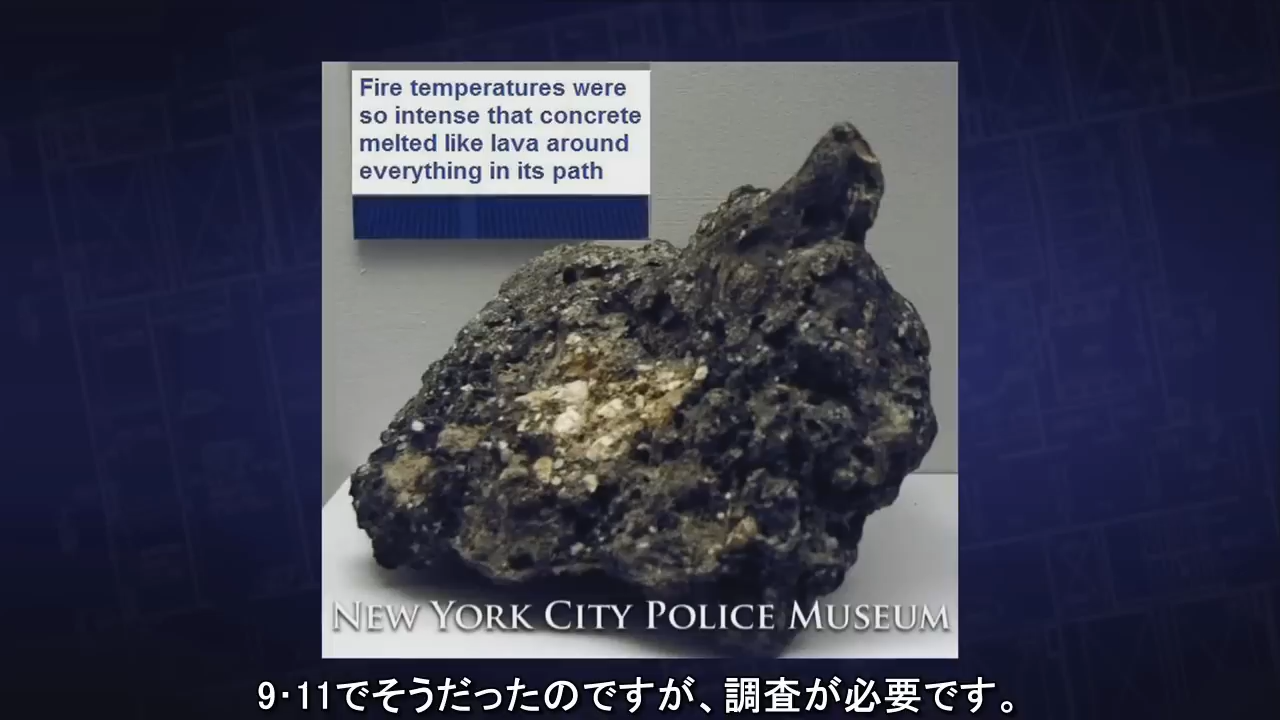 Fire temperatures were
so intense that concrete
melted like lava around
everything in its path
NEW YORK CITY POLICE MUSEUM
9・11でそうだったのですが、調査が必要です。